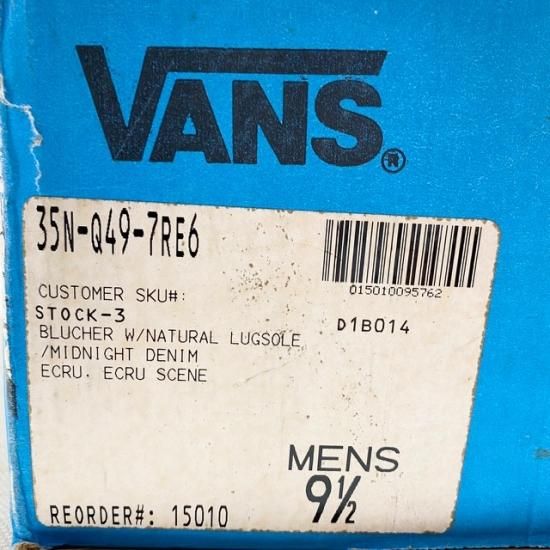 VANS®
35N-Q49-7RE6
015010095762
CUSTOMER SKU#:
STOCK-3
D1B014
BLUCHER W/NATURAL LUGSOLE
/MIDNIGHT DENIM
ECRU. ECRU SCENE
MENS
9½
REORDER#: 15010